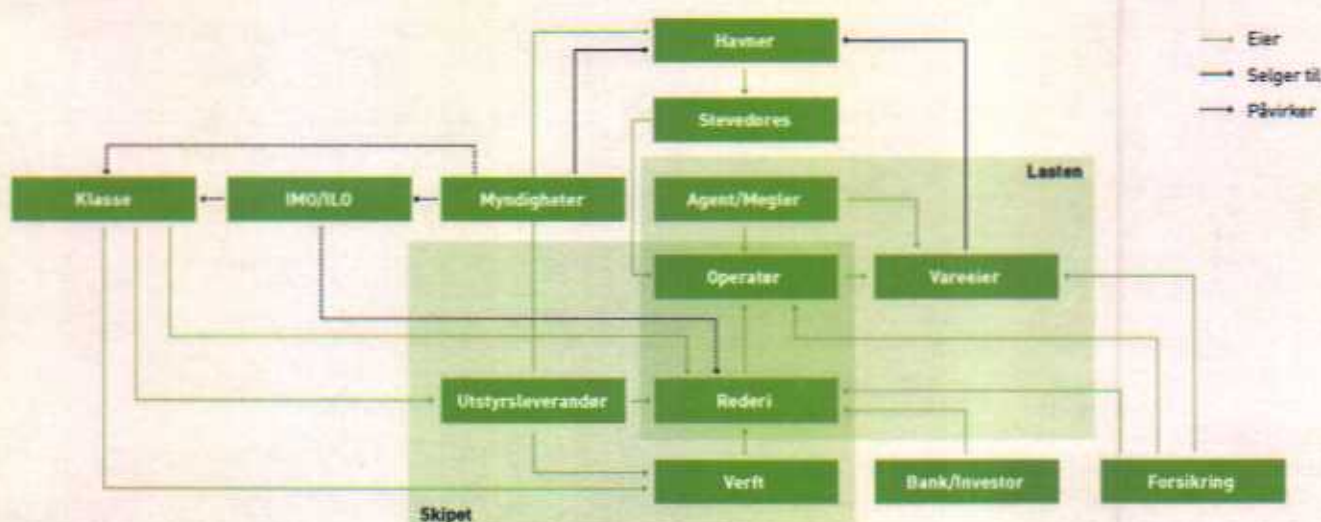 Havner
Eier
Selger til
Påvirker
Stevedores
Lasten
Klasse
IMO/ILO
Myndigheter
Agent/Megler
Operatør
Vareeier
Utstyrsleverandør
Rederi
Verft
Bank/Investor
Forsikring
Skipet